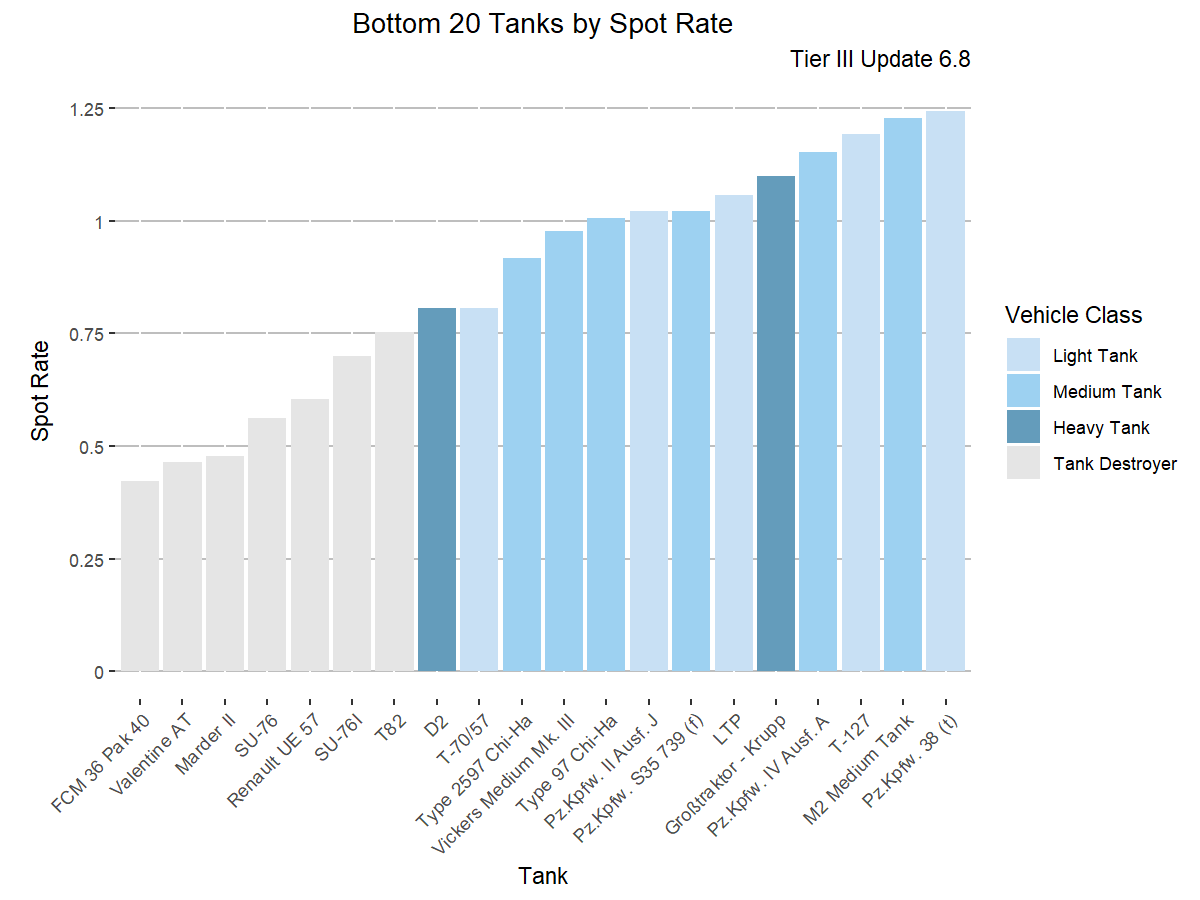 Bottom 20 Tanks by Spot Rate
Tier III Update 6.8
Spot Rate
1.25
1
0.75
0.5
0.25
0
FCM 36 Pak 40
Valentine AT
Marder II
SU-76
Renault UE 57
SU-76I
T82
D2
T-70/57
Type 2597 Chi-Ha
Vickers Medium Mk. III
Type 97 Chi-Ha
Pz.Kpfw. II Ausf. J
Pz.Kpfw. S35 739 (f)
LTP
Großtraktor - Krupp
Pz.Kpfw. IV Ausf. A
T-127
M2 Medium Tank
Pz.Kpfw. 38 (t)
Tank
Vehicle Class
Light Tank
Medium Tank
Heavy Tank
Tank Destroyer